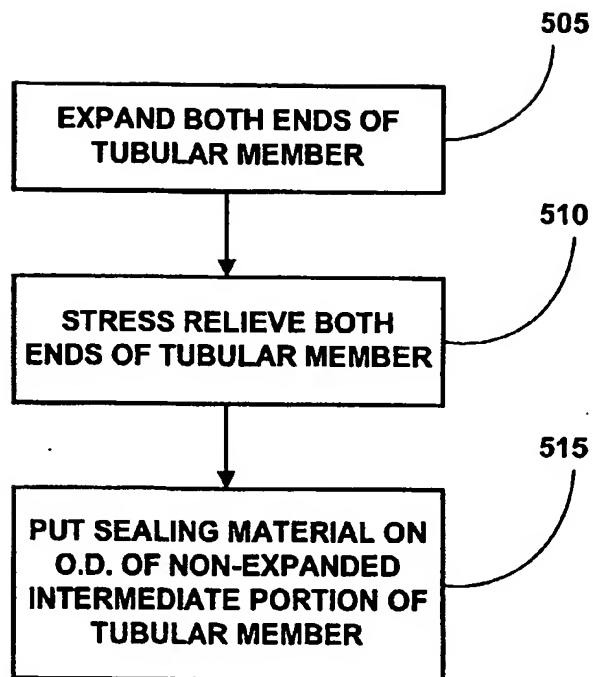 505
EXPAND BOTH ENDS OF
TUBULAR MEMBER
510
STRESS RELIEVE BOTH
ENDS OF TUBULAR MEMBER
515
PUT SEALING MATERIAL ON
O.D. OF NON-EXPANDED
INTERMEDIATE PORTION OF
TUBULAR MEMBER